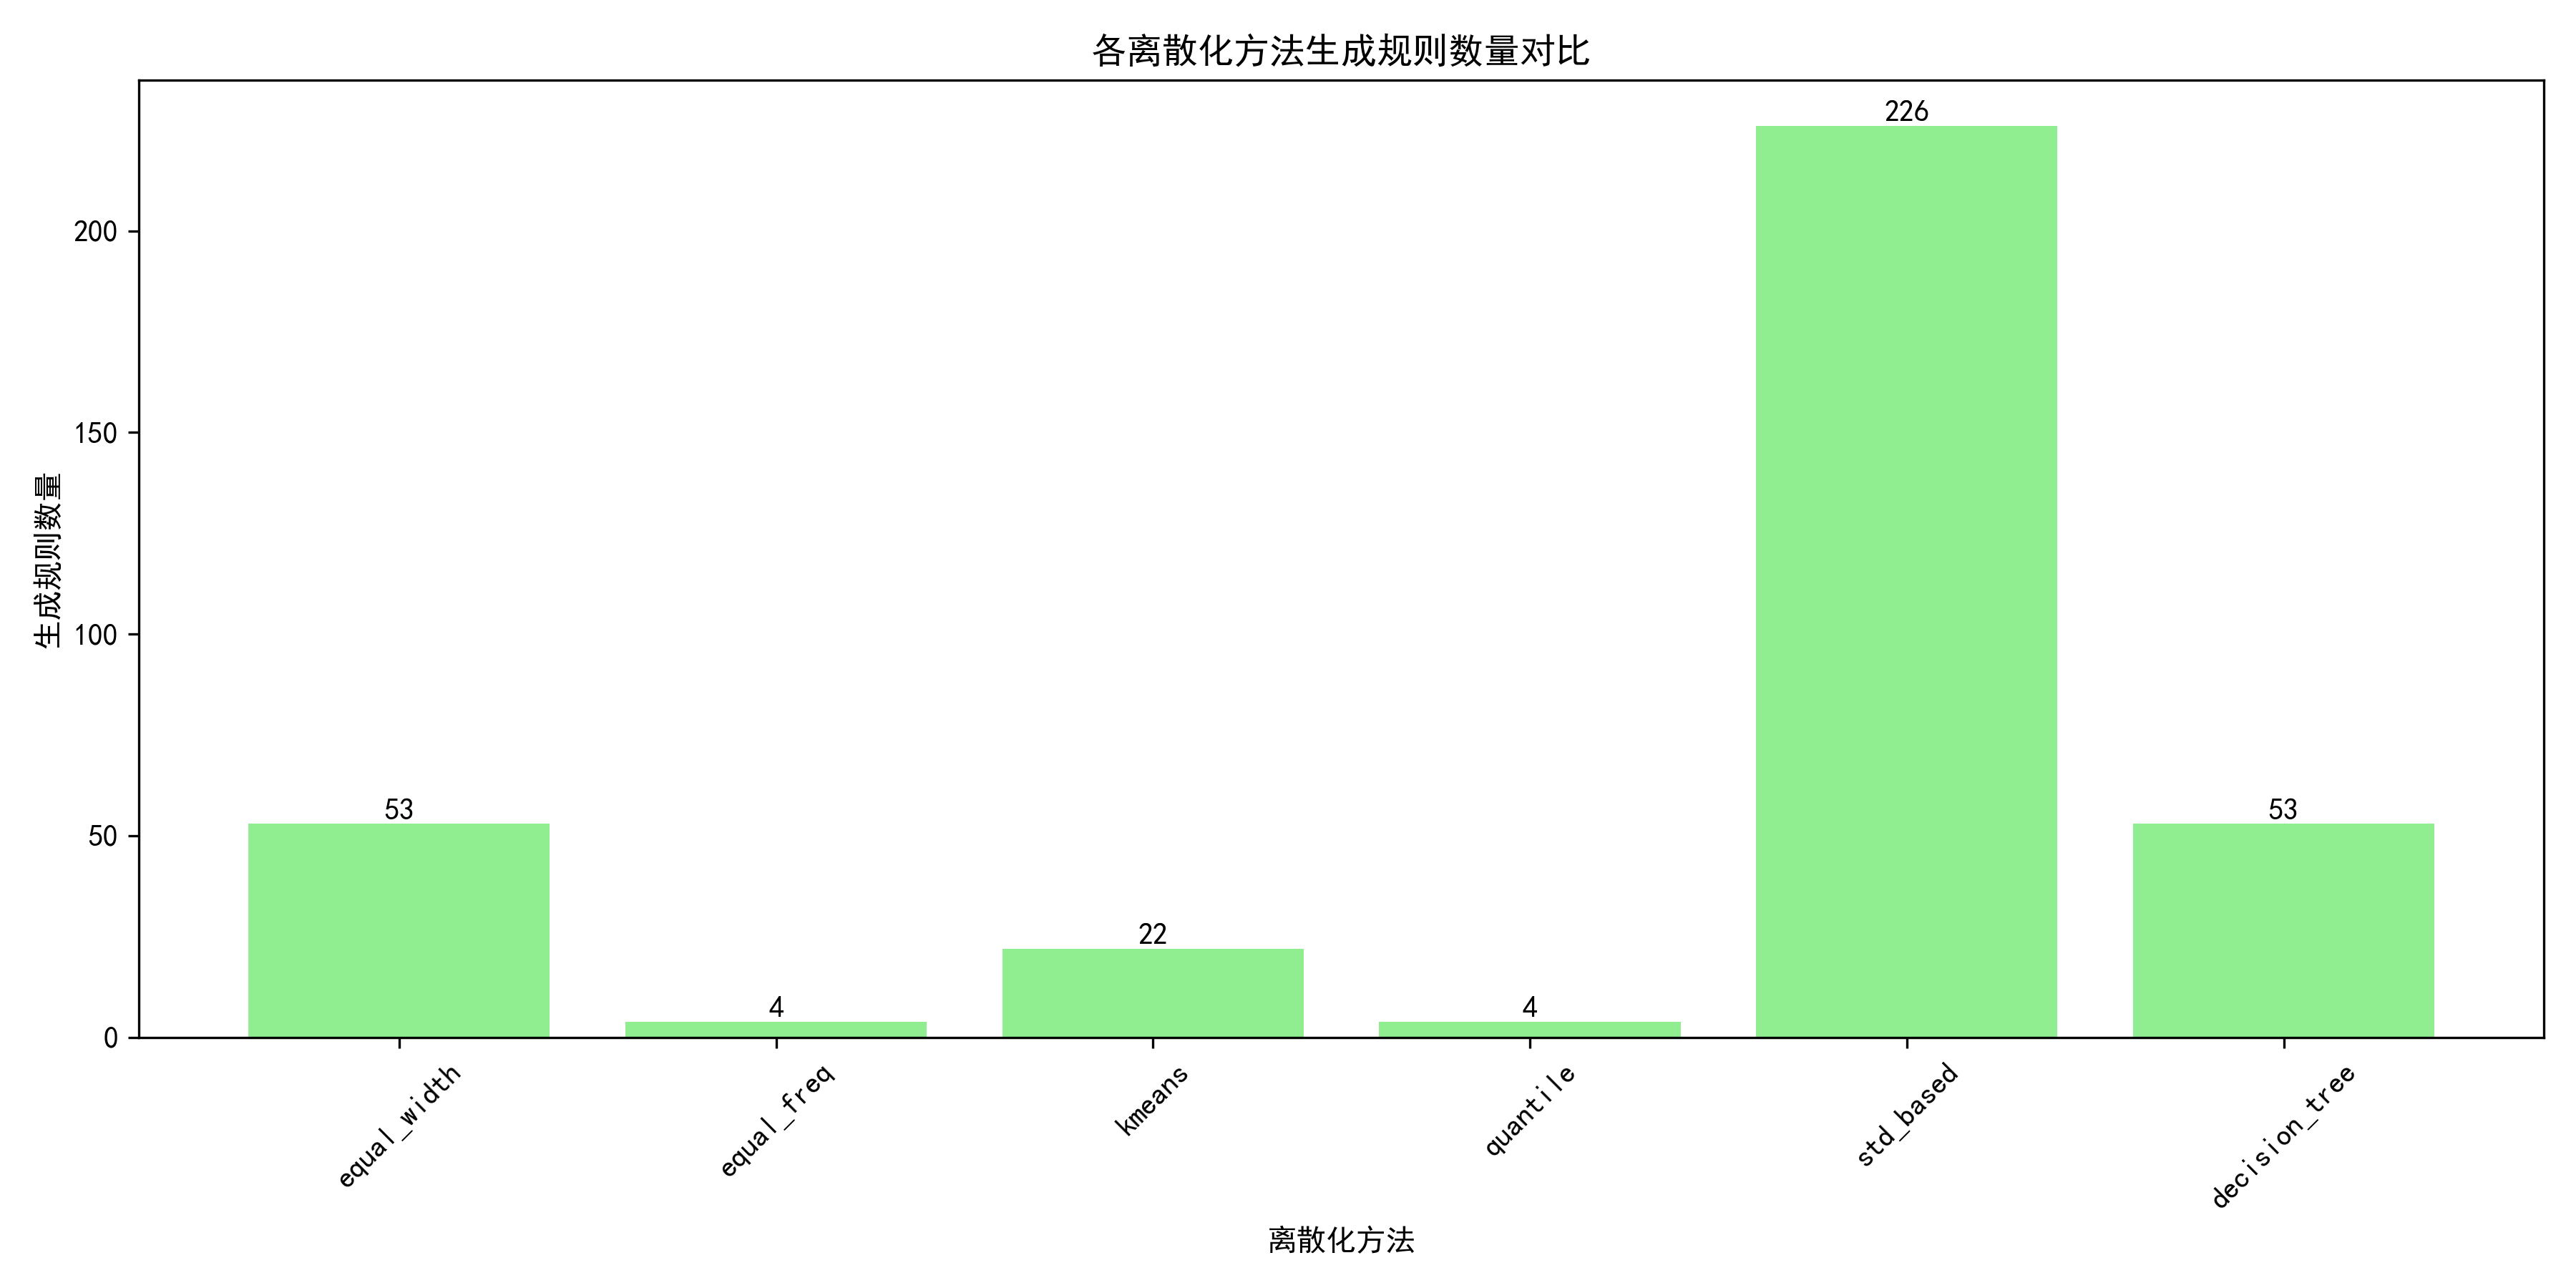 各离散化方法生成规则数量对比
生成规则数量
200
150
100
50
0
53
4
22
4
226
53
equal_width
equal_freq
kmeans
quantile
std_based
decision_tree
离散化方法